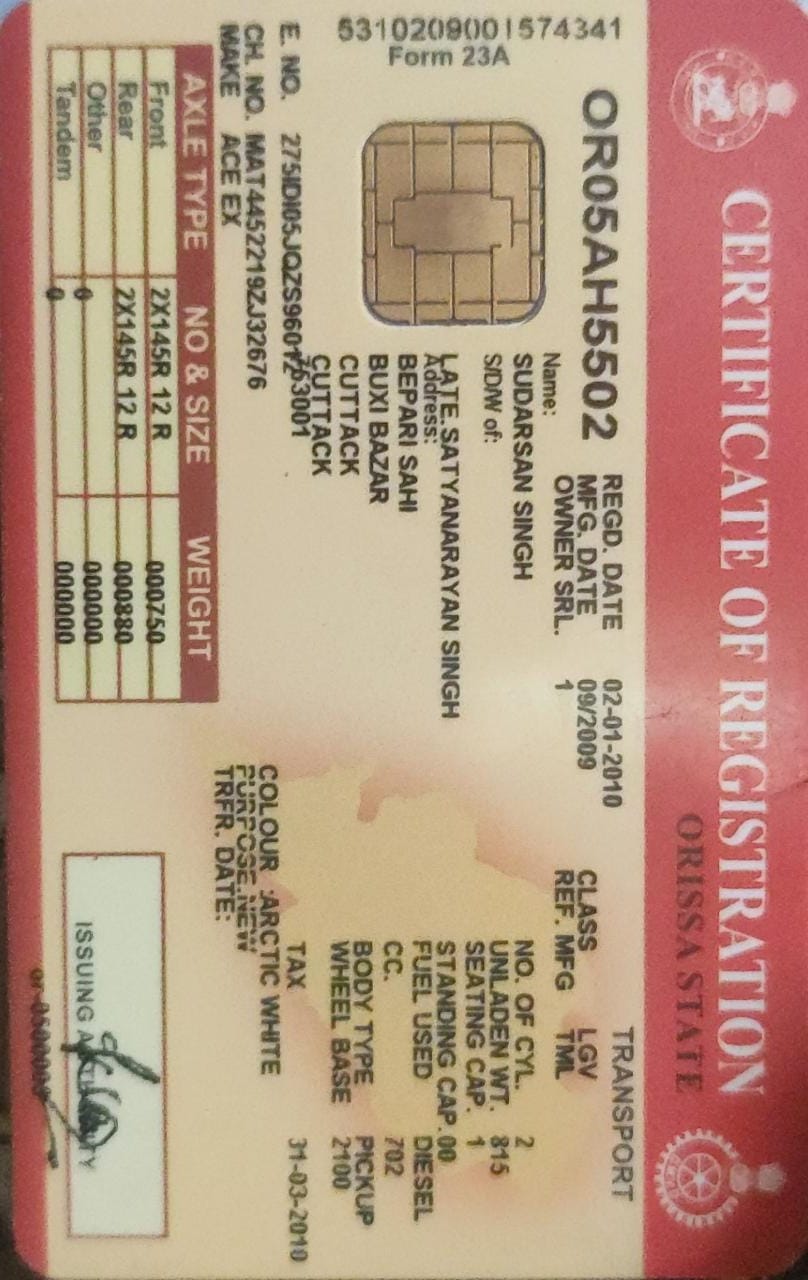 CERTIFICATE OF REGISTRATION
ORISSA STATE
OR05AH5502
TRANSPORT
REGD. DATE 02-01-2010
MFG. DATE 09/2009
OWNER SRL. 1
CLASS LGV
REF. MFG TML
5310209001574341
Form 23A
Name:
SUDARSAN SINGH
S/D/W of:
LATE.SATYANARAYAN SINGH
Address:
BEPARI SAHI
BUXI BAZAR
CUTTACK
CUTTACK
753001
NO. OF CYL. 2
UNLADEN WT. 815
SEATING CAP. 1
STANDING CAP.00
FUEL USED DIESEL
CC. 702
BODY TYPE PICKUP
WHEEL BASE 2100
TAX 31-03-2010
E. NO. 275IDI05JQZS96012
CH. NO. MAT4452219ZJ32676
MAKE ACE EX
COLOUR :ARCTIC WHITE
PURPOSE:NEW
TRFR. DATE:
AXLE TYPE NO & SIZE WEIGHT
Front 2X145R 12 R 000750
Rear 2X145R 12 R 000880
Other 0 000000
Tandem 0 000000
ISSUING AUTHORITY